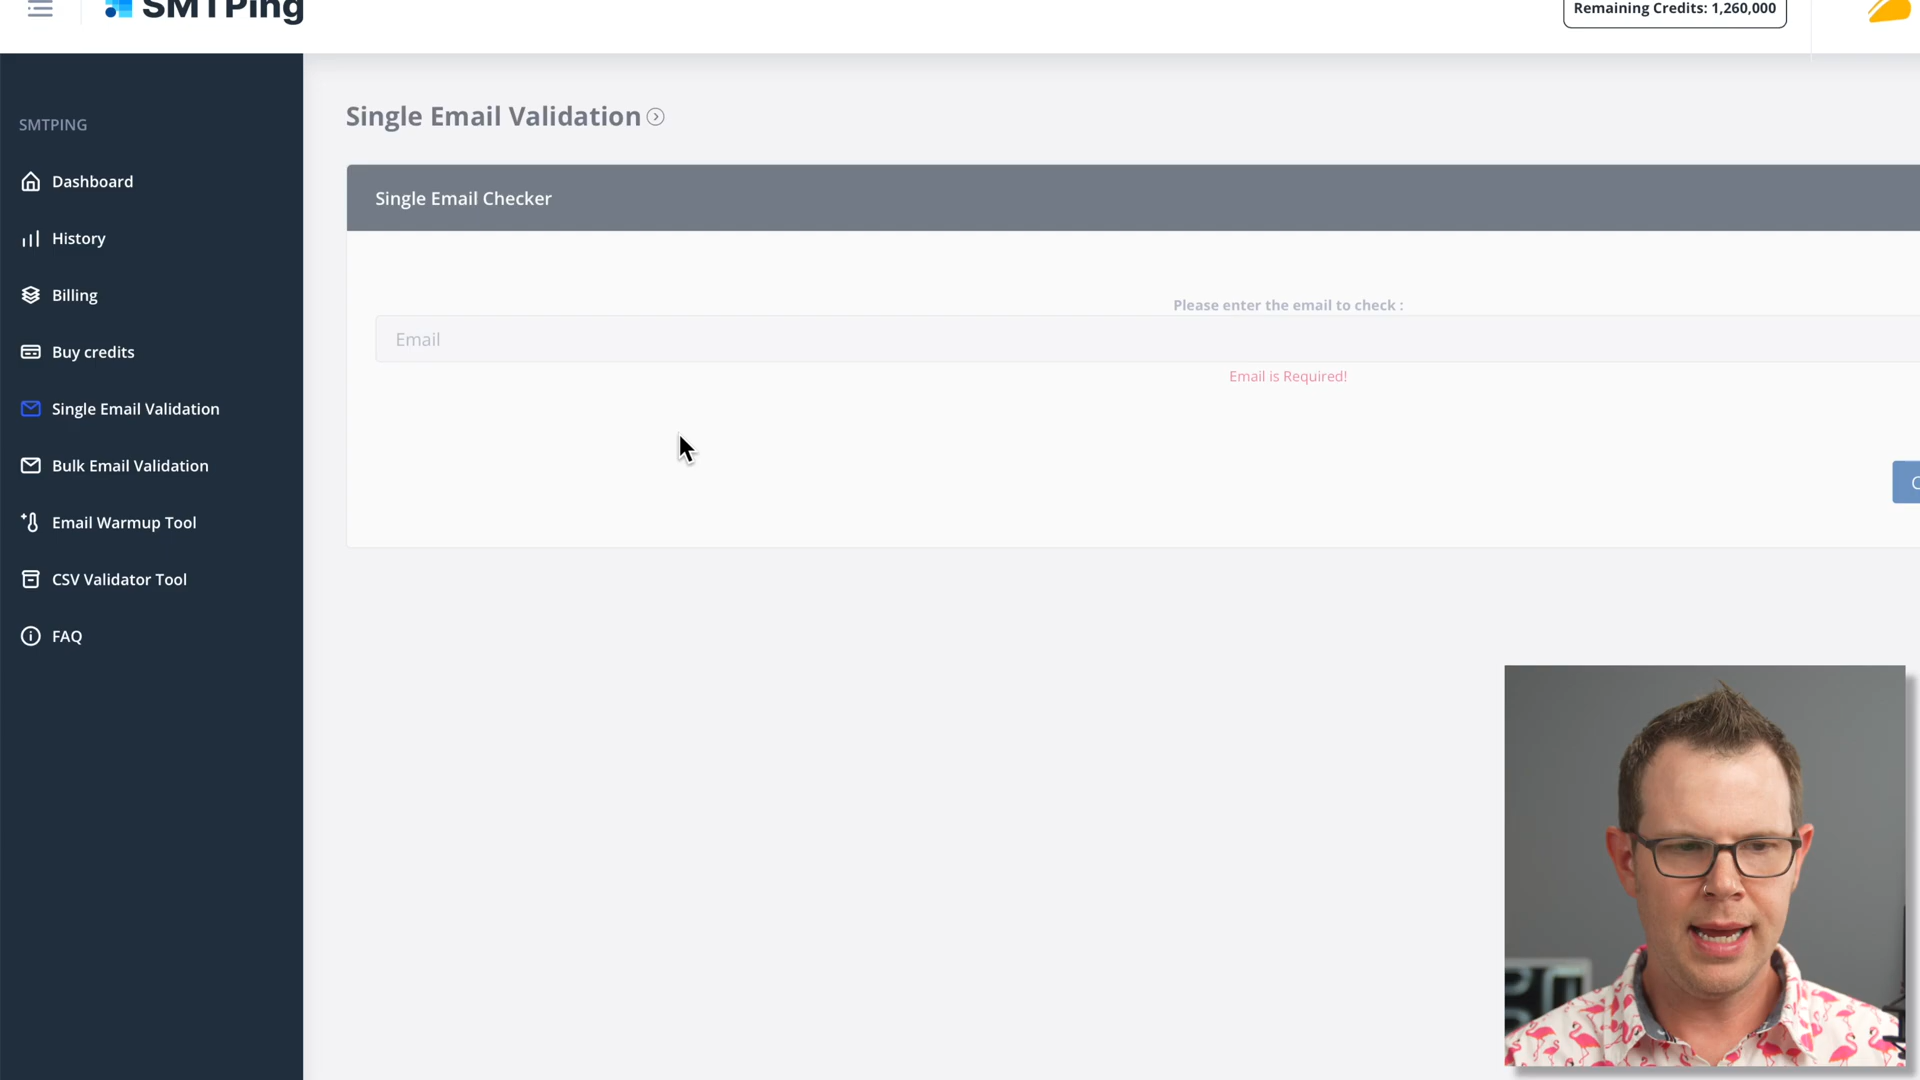 SMTPing
Remaining Credits: 1,260,000
SMTPING
Dashboard
History
Billing
Buy credits
Single Email Validation
Bulk Email Validation
Email Warmup Tool
CSV Validator Tool
FAQ
Single Email Validation
Single Email Checker
Please enter the email to check :
Email
Email is Required!